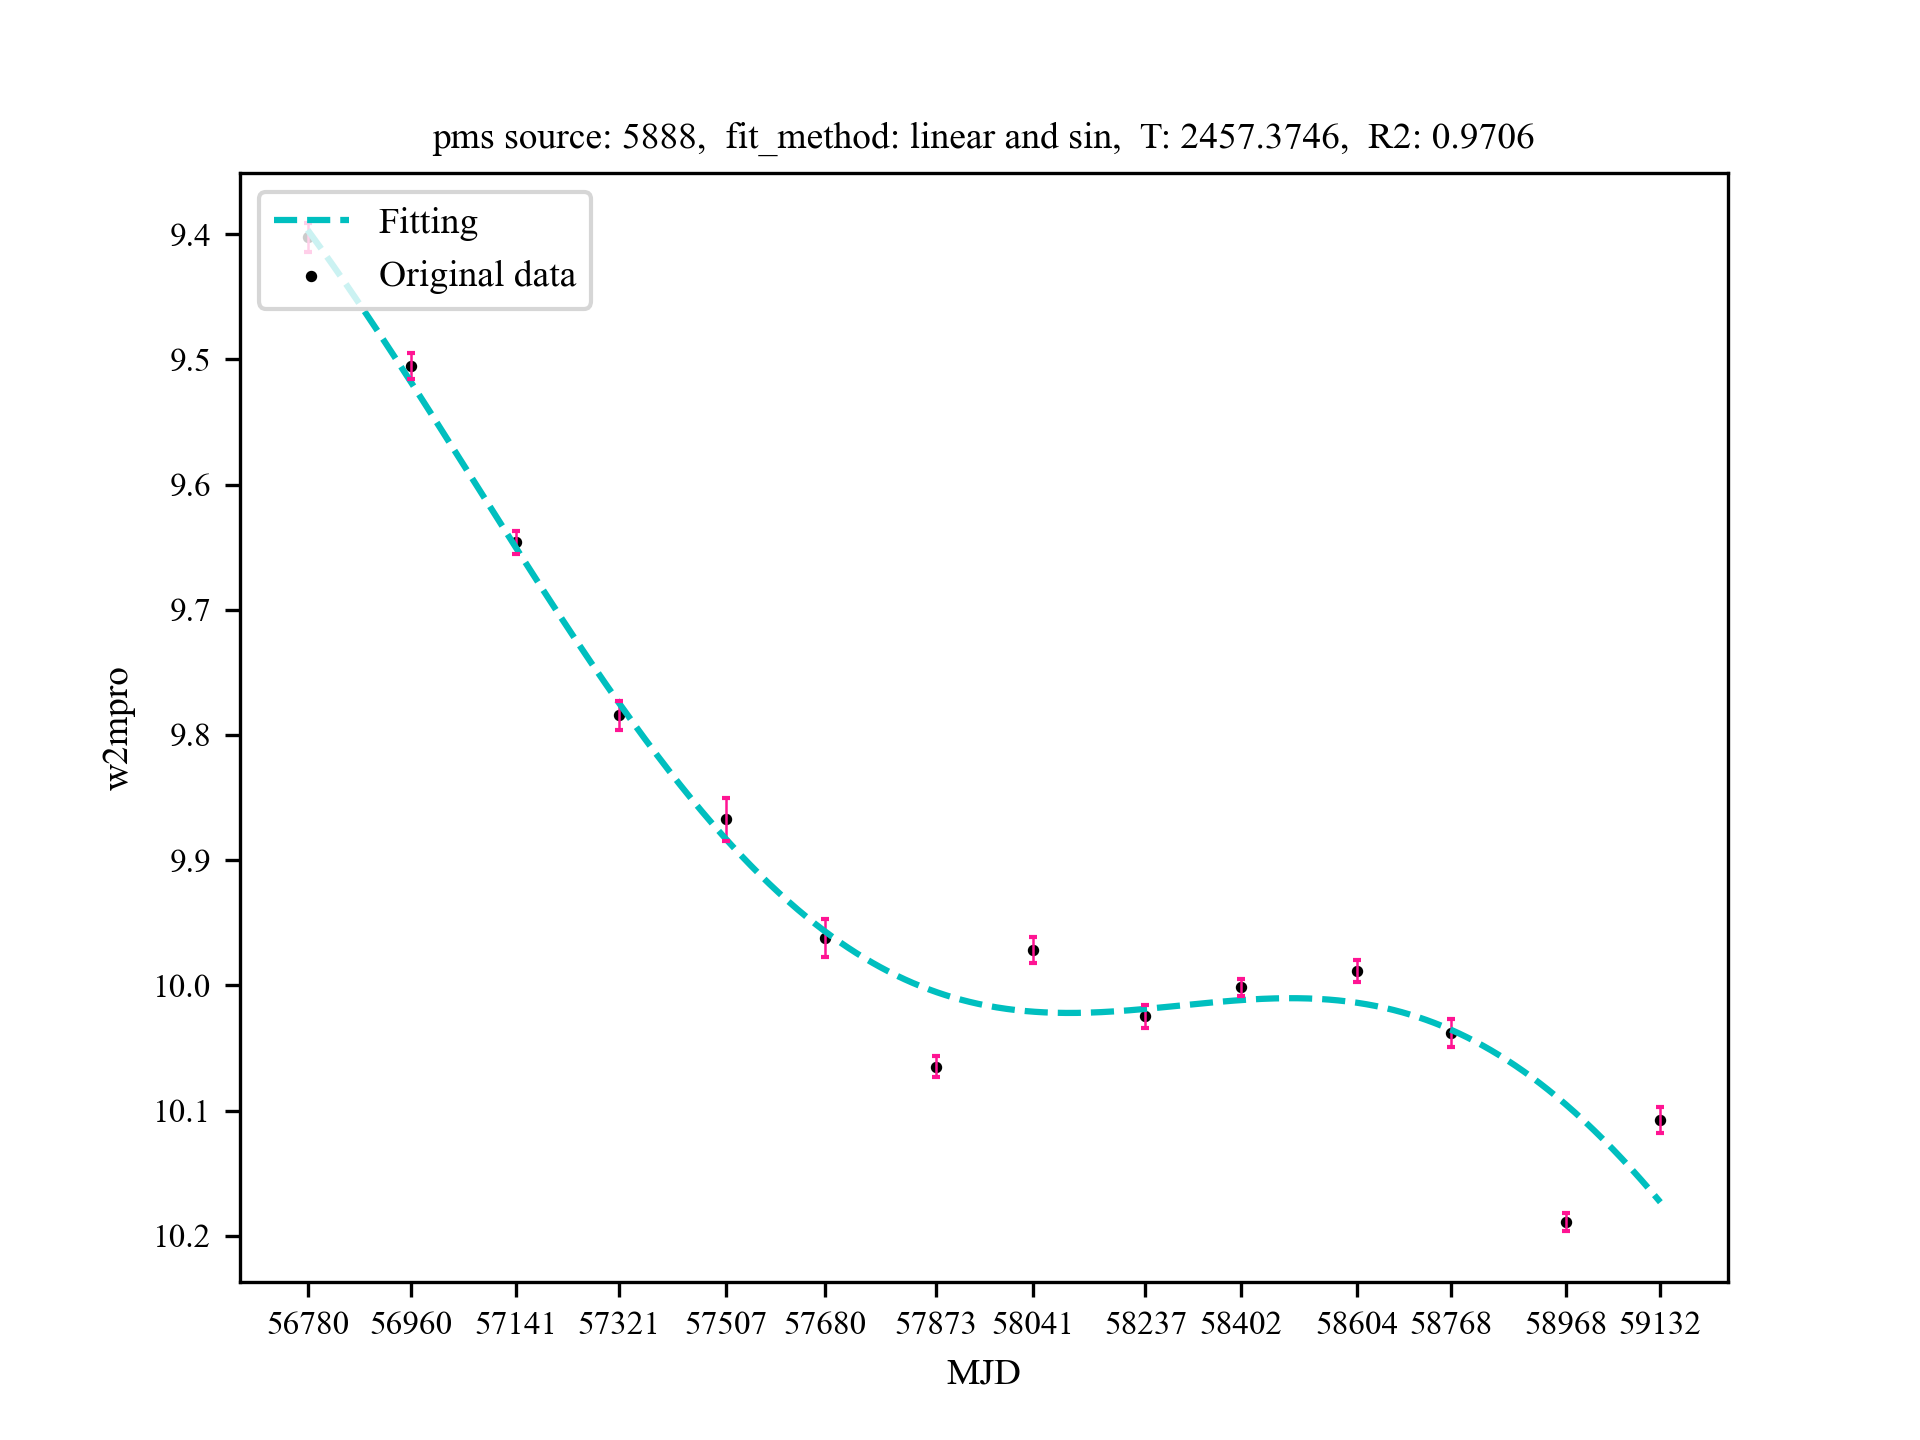 pms source: 5888, fit_method: linear and sin, T: 2457.3746, R2: 0.9706
Fitting
Original data
9.4
9.5
9.6
9.7
9.8
9.9
10.0
10.1
10.2
w2mpro
56780 56960 57141 57321 57507 57680 57873 58041 58237 58402 58604 58768 58968 59132
MJD